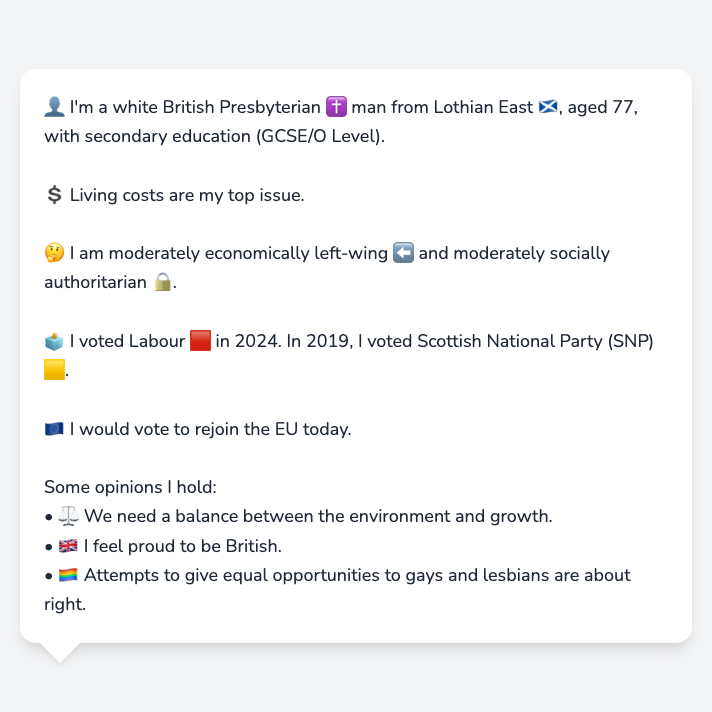 👤 I'm a white British Presbyterian ✝️ man from Lothian East 🏴󠁧󠁢󠁳󠁣󠁴󠁿, aged 77,
with secondary education (GCSE/O Level).
💲 Living costs are my top issue.
🤔 I am moderately economically left-wing ⬅️ and moderately socially
authoritarian 🔒.
🗳️ I voted Labour 🟥 in 2024. In 2019, I voted Scottish National Party (SNP)
🟨.
🇪🇺 I would vote to rejoin the EU today.
Some opinions I hold:
• ⚖️ We need a balance between the environment and growth.
• 🇬🇧 I feel proud to be British.
• 🏳️‍🌈 Attempts to give equal opportunities to gays and lesbians are about
right.